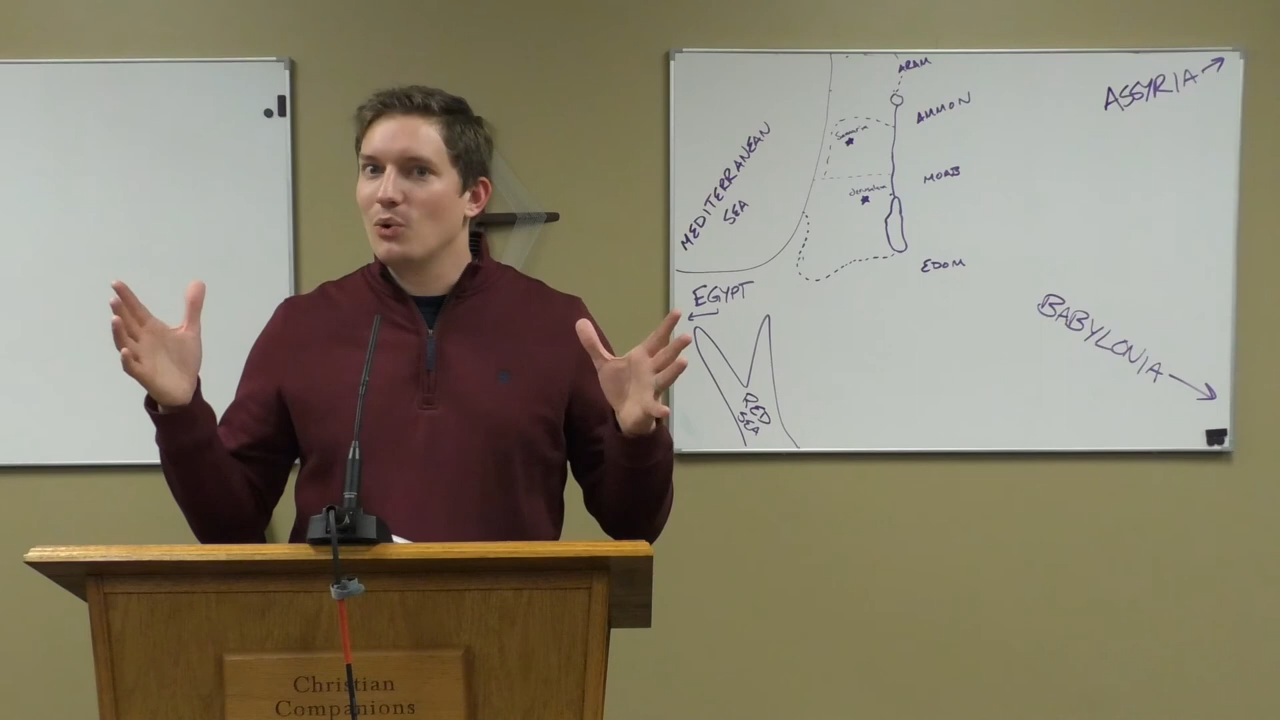 ARAM
ASSYRIA
AMMON
Samaria
MEDITERRANEAN
SEA
MOAB
Jerusalem
EDOM
EGYPT
BABYLONIA
RED
SEA
Christian
Companions